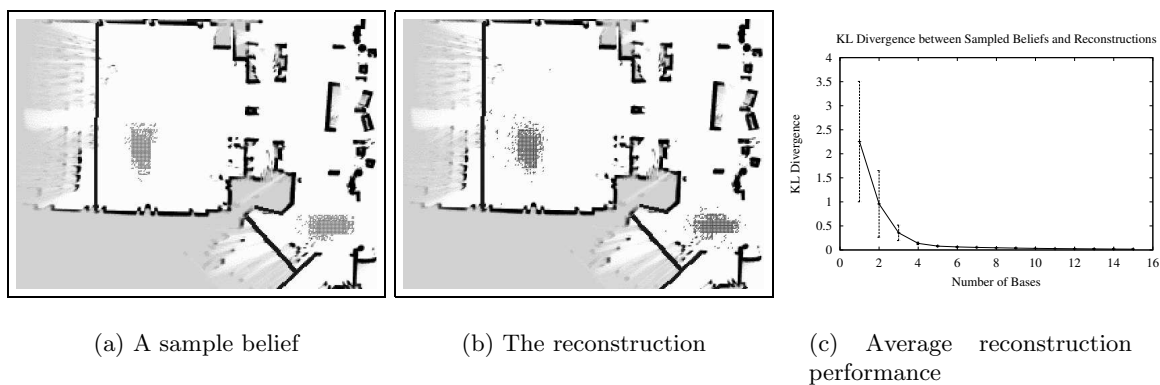 KL Divergence between Sampled Beliefs and Reconstructions
4
3.5
3
2.5
2
1.5
1
0.5
0
KL Divergence
0 2 4 6 8 10 12 14 16
Number of Bases
(a) A sample belief
(b) The reconstruction
(c) Average reconstruction
performance